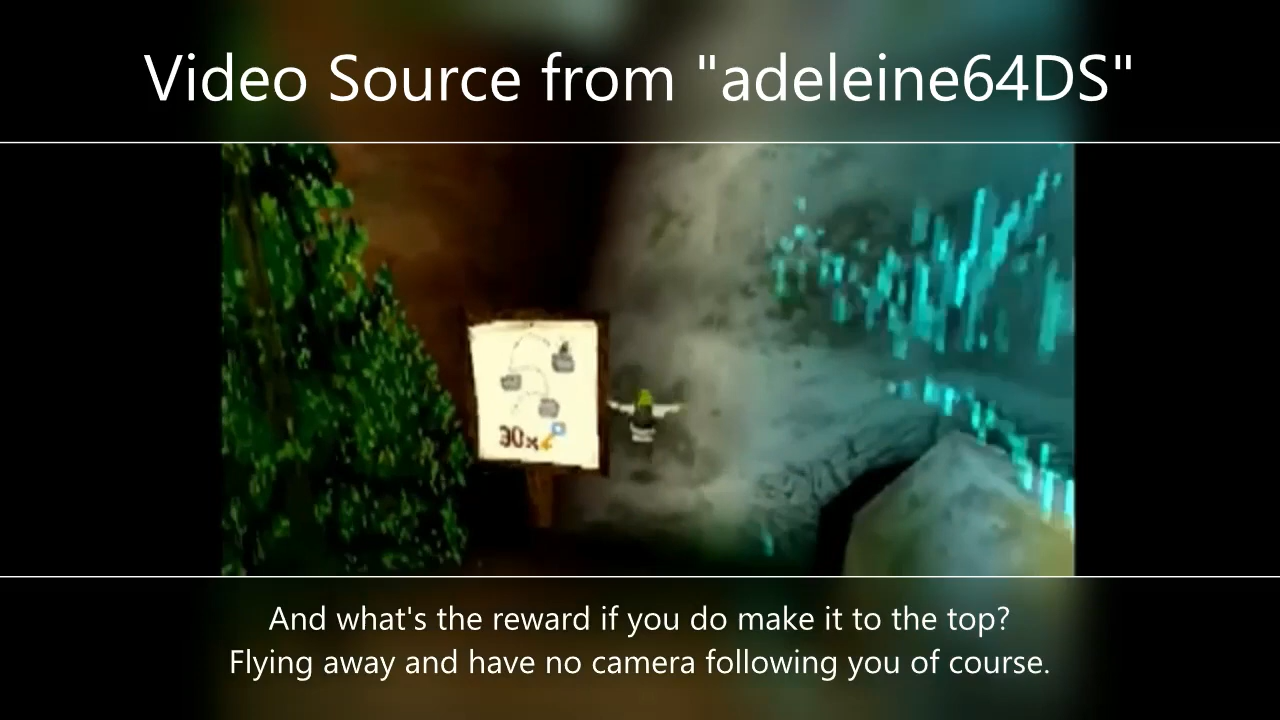 Video Source from "adeleine64DS"
30x
And what's the reward if you do make it to the top?
Flying away and have no camera following you of course.